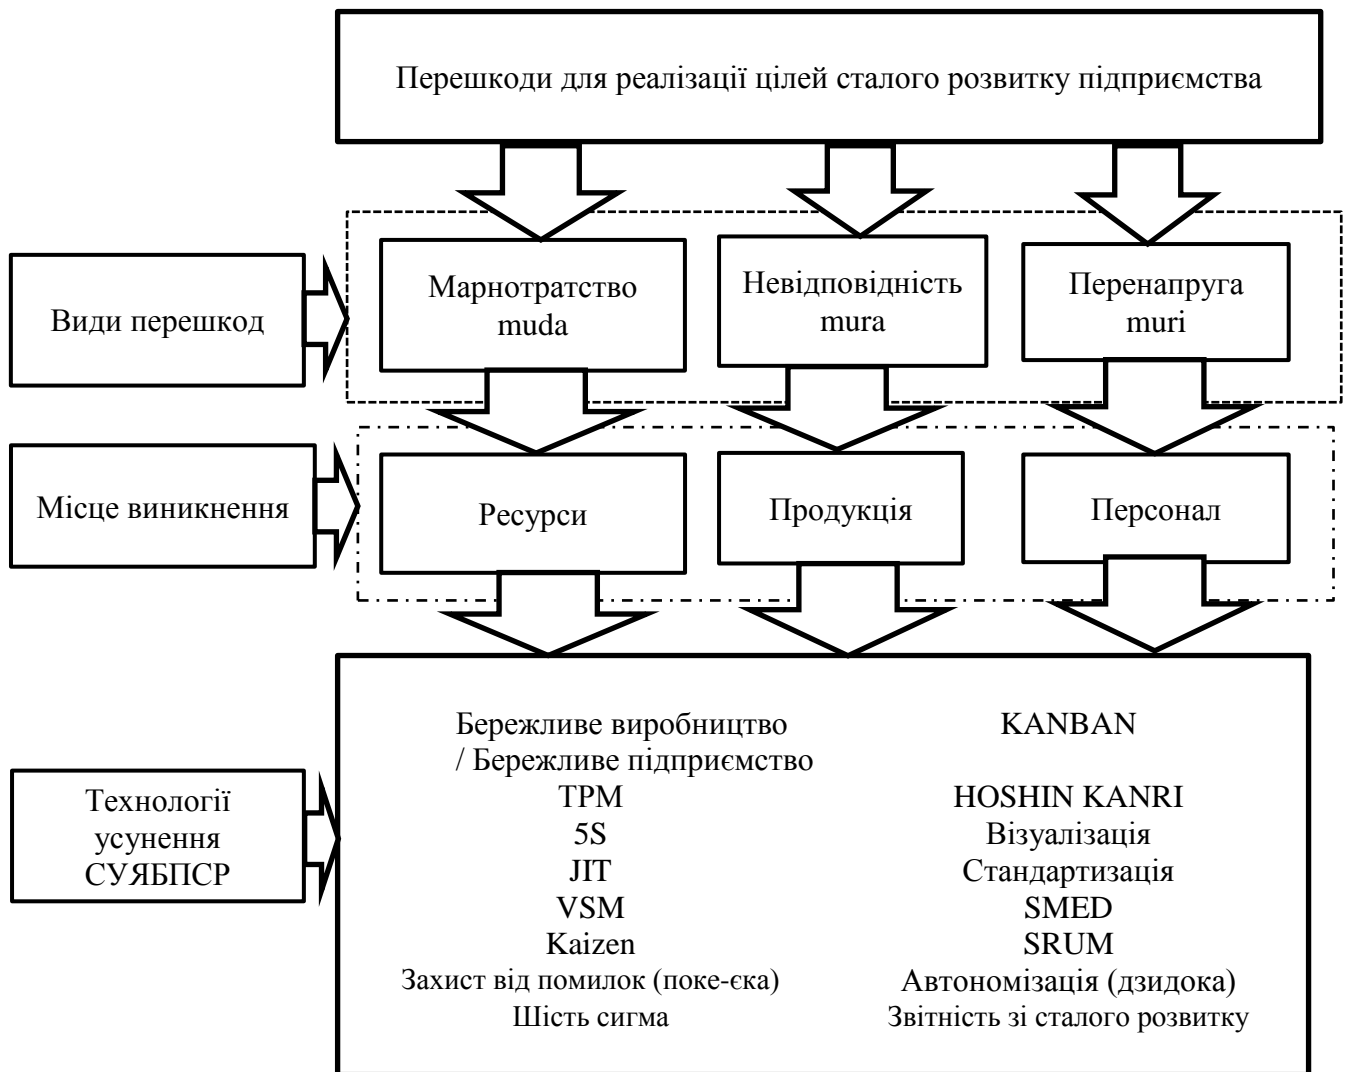 Перешкоди для реалізації цілей сталого розвитку підприємства
Види перешкод
Марнотратство
muda
Невідповідність
mura
Перенапруга
muri
Місце виникнення
Ресурси
Продукція
Персонал
Технології
усунення
СУЯБПСР
Бережливе виробництво
/ Бережливе підприємство
KANBAN
TPM
HOSHIN KANRI
5S
Візуалізація
JIT
Стандартизація
VSM
SMED
Kaizen
SRUM
Захист від помилок (поке-єка)
Автономізація (дзидока)
Шість сигма
Звітність зі сталого розвитку